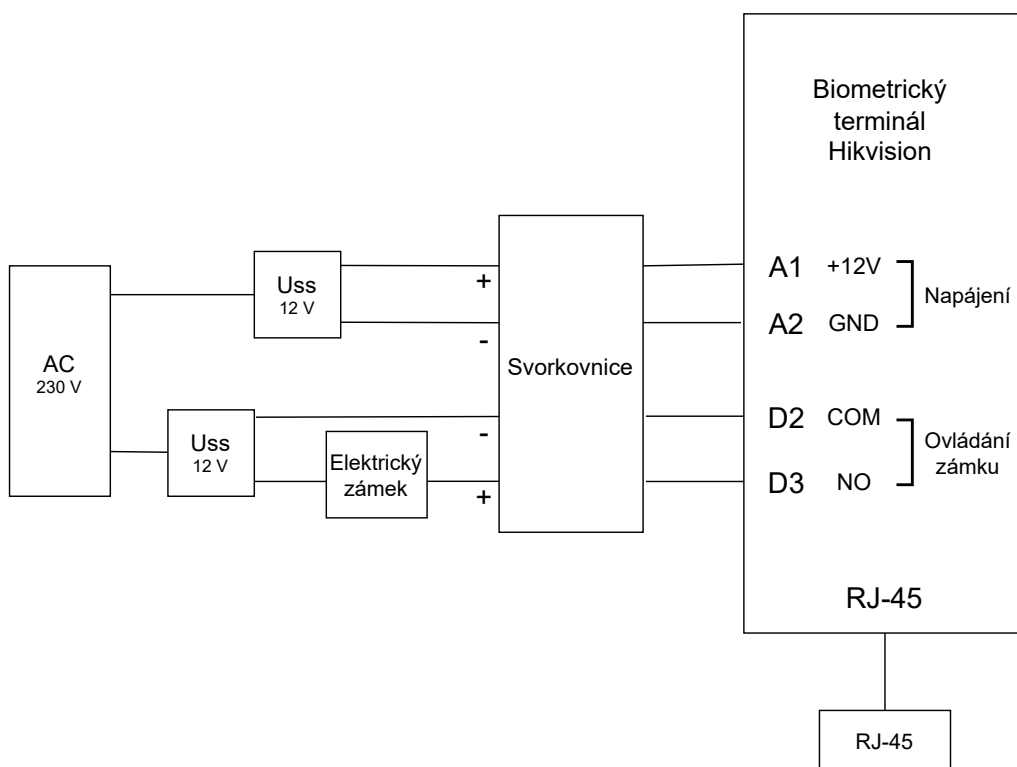 Biometrický
terminál
Hikvision
AC
230 V
Uss
12 V
+
-
Uss
12 V
Elektrický
zámek
-
+
Svorkovnice
A1 +12V
A2 GND
Napájení
D2 COM
D3 NO
Ovládání
zámku
RJ-45
RJ-45